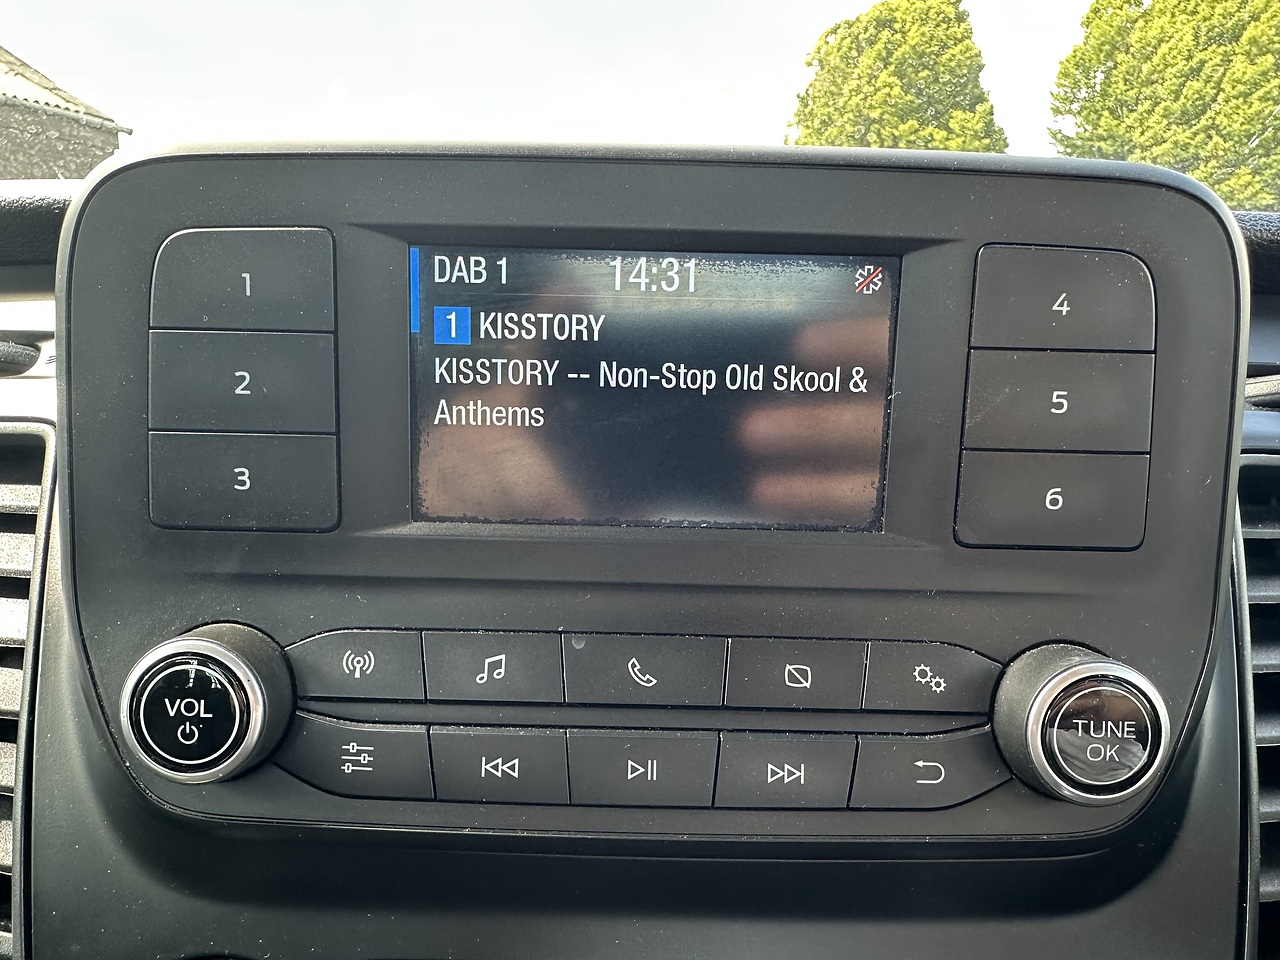 DAB 1 14:31
1 KISSTORY
KISSTORY -- Non-Stop Old Skool &
Anthems
1
2
3
4
5
6
VOL
TUNE
OK